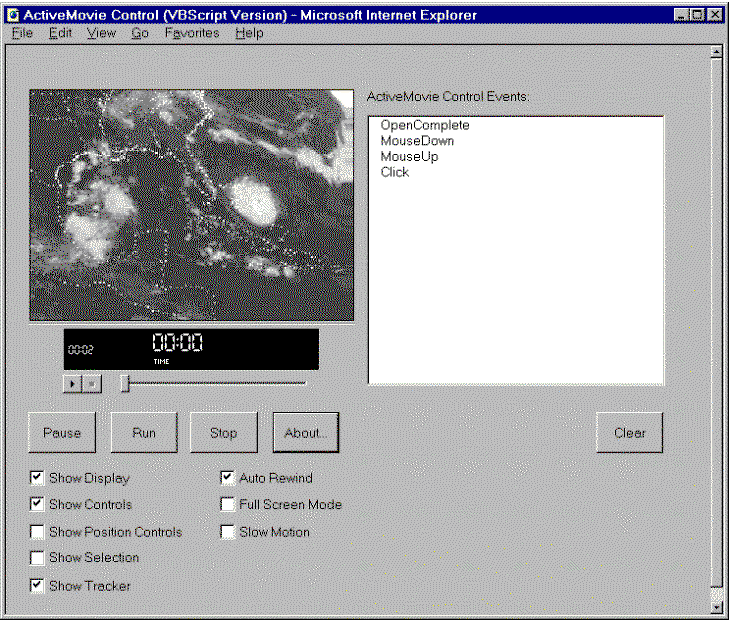 ActiveMovie Control (VBScript Version) - Microsoft Internet Explorer
File Edit View Go Favorites Help
ActiveMovie Control Events:
OpenComplete
MouseDown
MouseUp
Click
00:02 00:00
TIME
Pause Run Stop About... Clear
Show Display Auto Rewind
Show Controls Full Screen Mode
Show Position Controls Slow Motion
Show Selection
Show Tracker